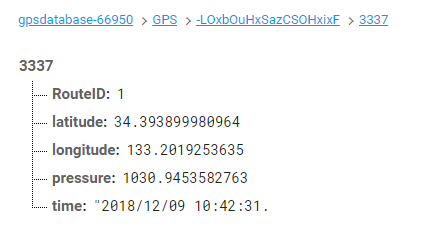 gpsdatabase-66950 > GPS > -LOxbOuHxSazCSOHxixF > 3337
3337
RouteID: 1
latitude: 34.393899980964
longitude: 133.2019253635
pressure: 1030.9453582763
time: "2018/12/09 10:42:31.